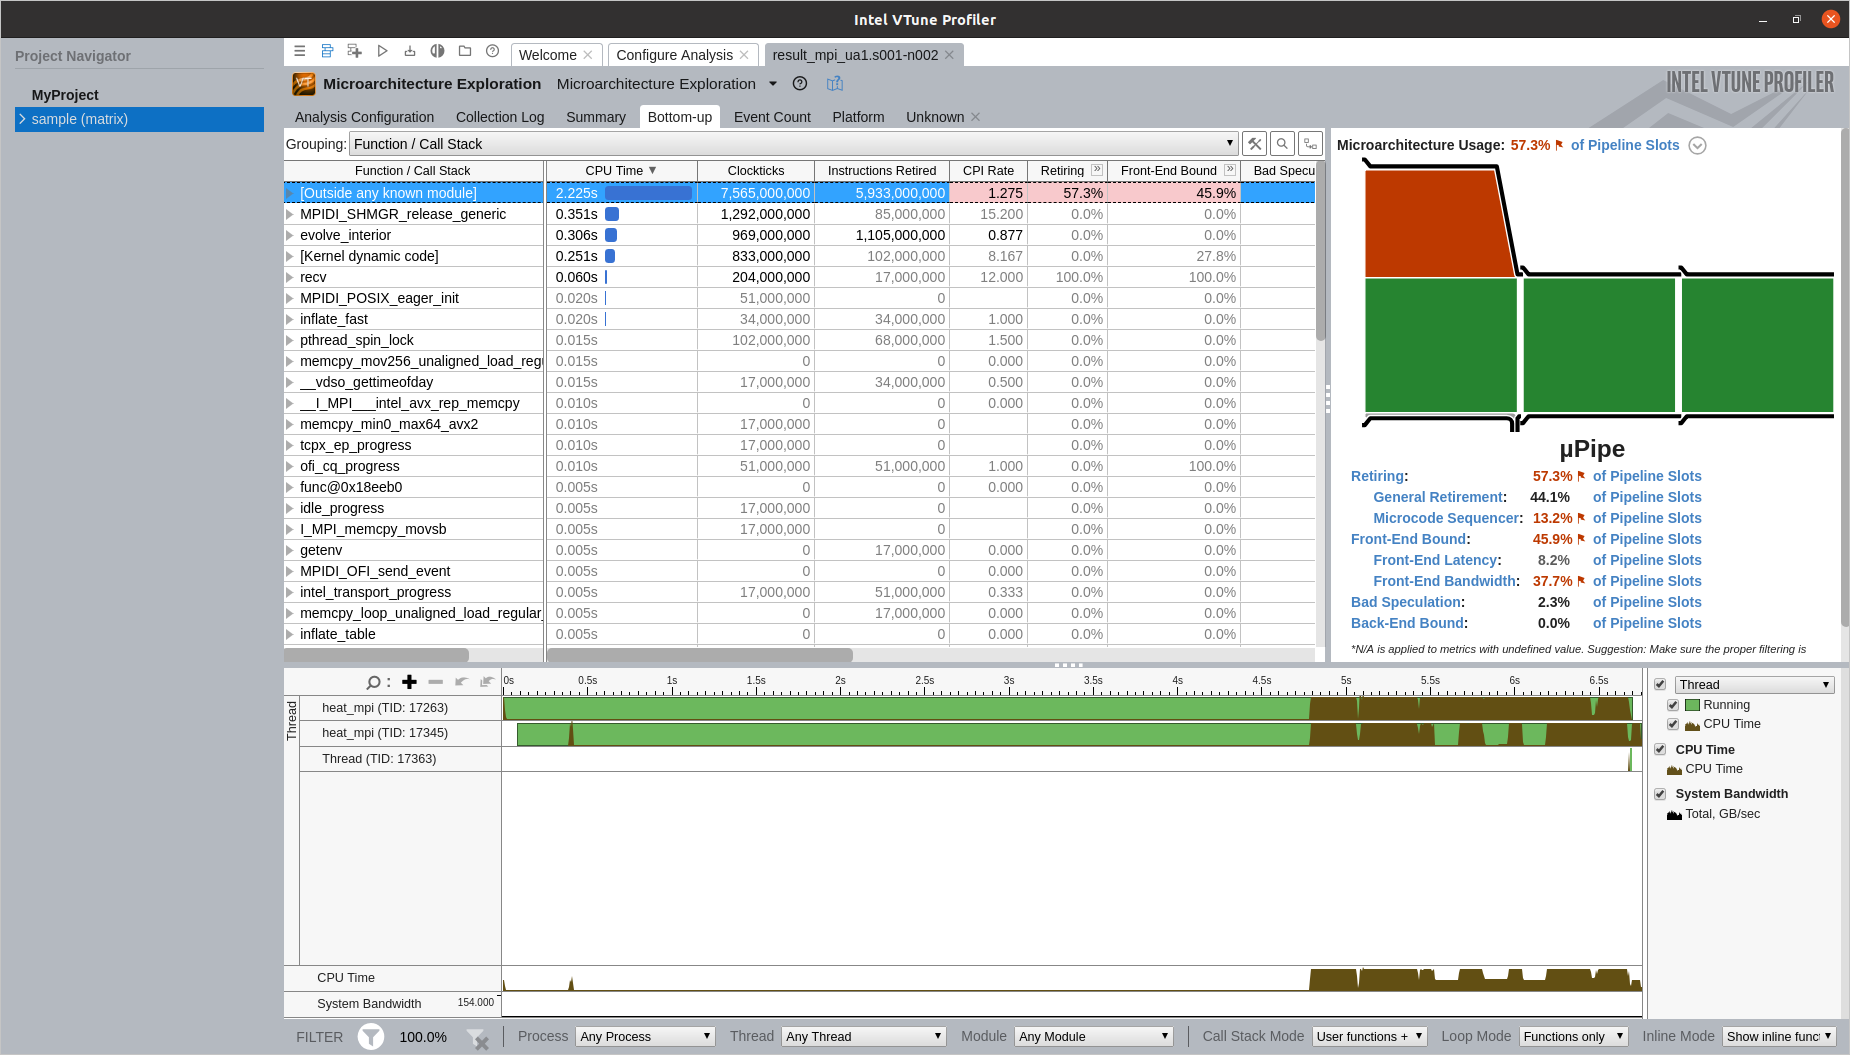 Intel VTune Profiler
Project Navigator
MyProject
sample (matrix)
Welcome
Configure Analysis
result_mpi_ua1.s001-n002
Microarchitecture Exploration Microarchitecture Exploration
INTEL VTUNE PROFILER
Analysis Configuration Collection Log Summary Bottom-up Event Count Platform Unknown
Grouping: Function / Call Stack
Function / Call Stack CPU Time Clockticks Instructions Retired CPI Rate Retiring Front-End Bound Bad Specu
[Outside any known module] 2.225s 7,565,000,000 5,933,000,000 1.275 57.3% 45.9%
MPIDI_SHMGR_release_generic 0.351s 1,292,000,000 85,000,000 15.200 0.0% 0.0%
evolve_interior 0.306s 969,000,000 1,105,000,000 0.877 0.0% 0.0%
[Kernel dynamic code] 0.251s 833,000,000 102,000,000 8.167 0.0% 27.8%
recv 0.060s 204,000,000 17,000,000 12.000 100.0% 100.0%
MPIDI_POSIX_eager_init 0.020s 51,000,000 0 0.0% 0.0%
inflate_fast 0.020s 34,000,000 34,000,000 1.000 0.0% 0.0%
pthread_spin_lock 0.015s 102,000,000 68,000,000 1.500 0.0% 0.0%
memcpy_mov256_unaligned_load_regu 0.015s 0 0 0.000 0.0% 0.0%
__vdso_gettimeofday 0.015s 17,000,000 34,000,000 0.500 0.0% 0.0%
__I_MPI___intel_avx_rep_memcpy 0.010s 0 0 0.000 0.0% 0.0%
memcpy_min0_max64_avx2 0.010s 17,000,000 0 0.0% 0.0%
tcpx_ep_progress 0.010s 17,000,000 0 0.0% 0.0%
ofi_cq_progress 0.010s 51,000,000 51,000,000 1.000 0.0% 100.0%
func@0x18eeb0 0.005s 0 0 0.000 0.0% 0.0%
idle_progress 0.005s 17,000,000 0 0.0% 0.0%
I_MPI_memcpy_movsb 0.005s 17,000,000 0 0.0% 0.0%
getenv 0.005s 0 17,000,000 0.000 0.0% 0.0%
MPIDI_OFI_send_event 0.005s 0 0 0.000 0.0% 0.0%
intel_transport_progress 0.005s 17,000,000 51,000,000 0.333 0.0% 0.0%
memcpy_loop_unaligned_load_regular_ 0.005s 0 17,000,000 0.000 0.0% 0.0%
inflate_table 0.005s 0 0 0.000 0.0% 0.0%
Microarchitecture Usage: 57.3% of Pipeline Slots
µPipe
Retiring: 57.3% of Pipeline Slots
General Retirement: 44.1% of Pipeline Slots
Microcode Sequencer: 13.2% of Pipeline Slots
Front-End Bound: 45.9% of Pipeline Slots
Front-End Latency: 8.2% of Pipeline Slots
Front-End Bandwidth: 37.7% of Pipeline Slots
Bad Speculation: 2.3% of Pipeline Slots
Back-End Bound: 0.0% of Pipeline Slots
*N/A is applied to metrics with undefined value. Suggestion: Make sure the proper filtering is
0s 0.5s 1s 1.5s 2s 2.5s 3s 3.5s 4s 4.5s 5s 5.5s 6s 6.5s
Thread
heat_mpi (TID: 17263)
heat_mpi (TID: 17345)
Thread (TID: 17363)
CPU Time
System Bandwidth 154.000
Thread
Running
CPU Time
CPU Time
CPU Time
System Bandwidth
Total, GB/sec
FILTER 100.0% Process Any Process Thread Any Thread Module Any Module Call Stack Mode User functions + Loop Mode Functions only Inline Mode Show inline funct